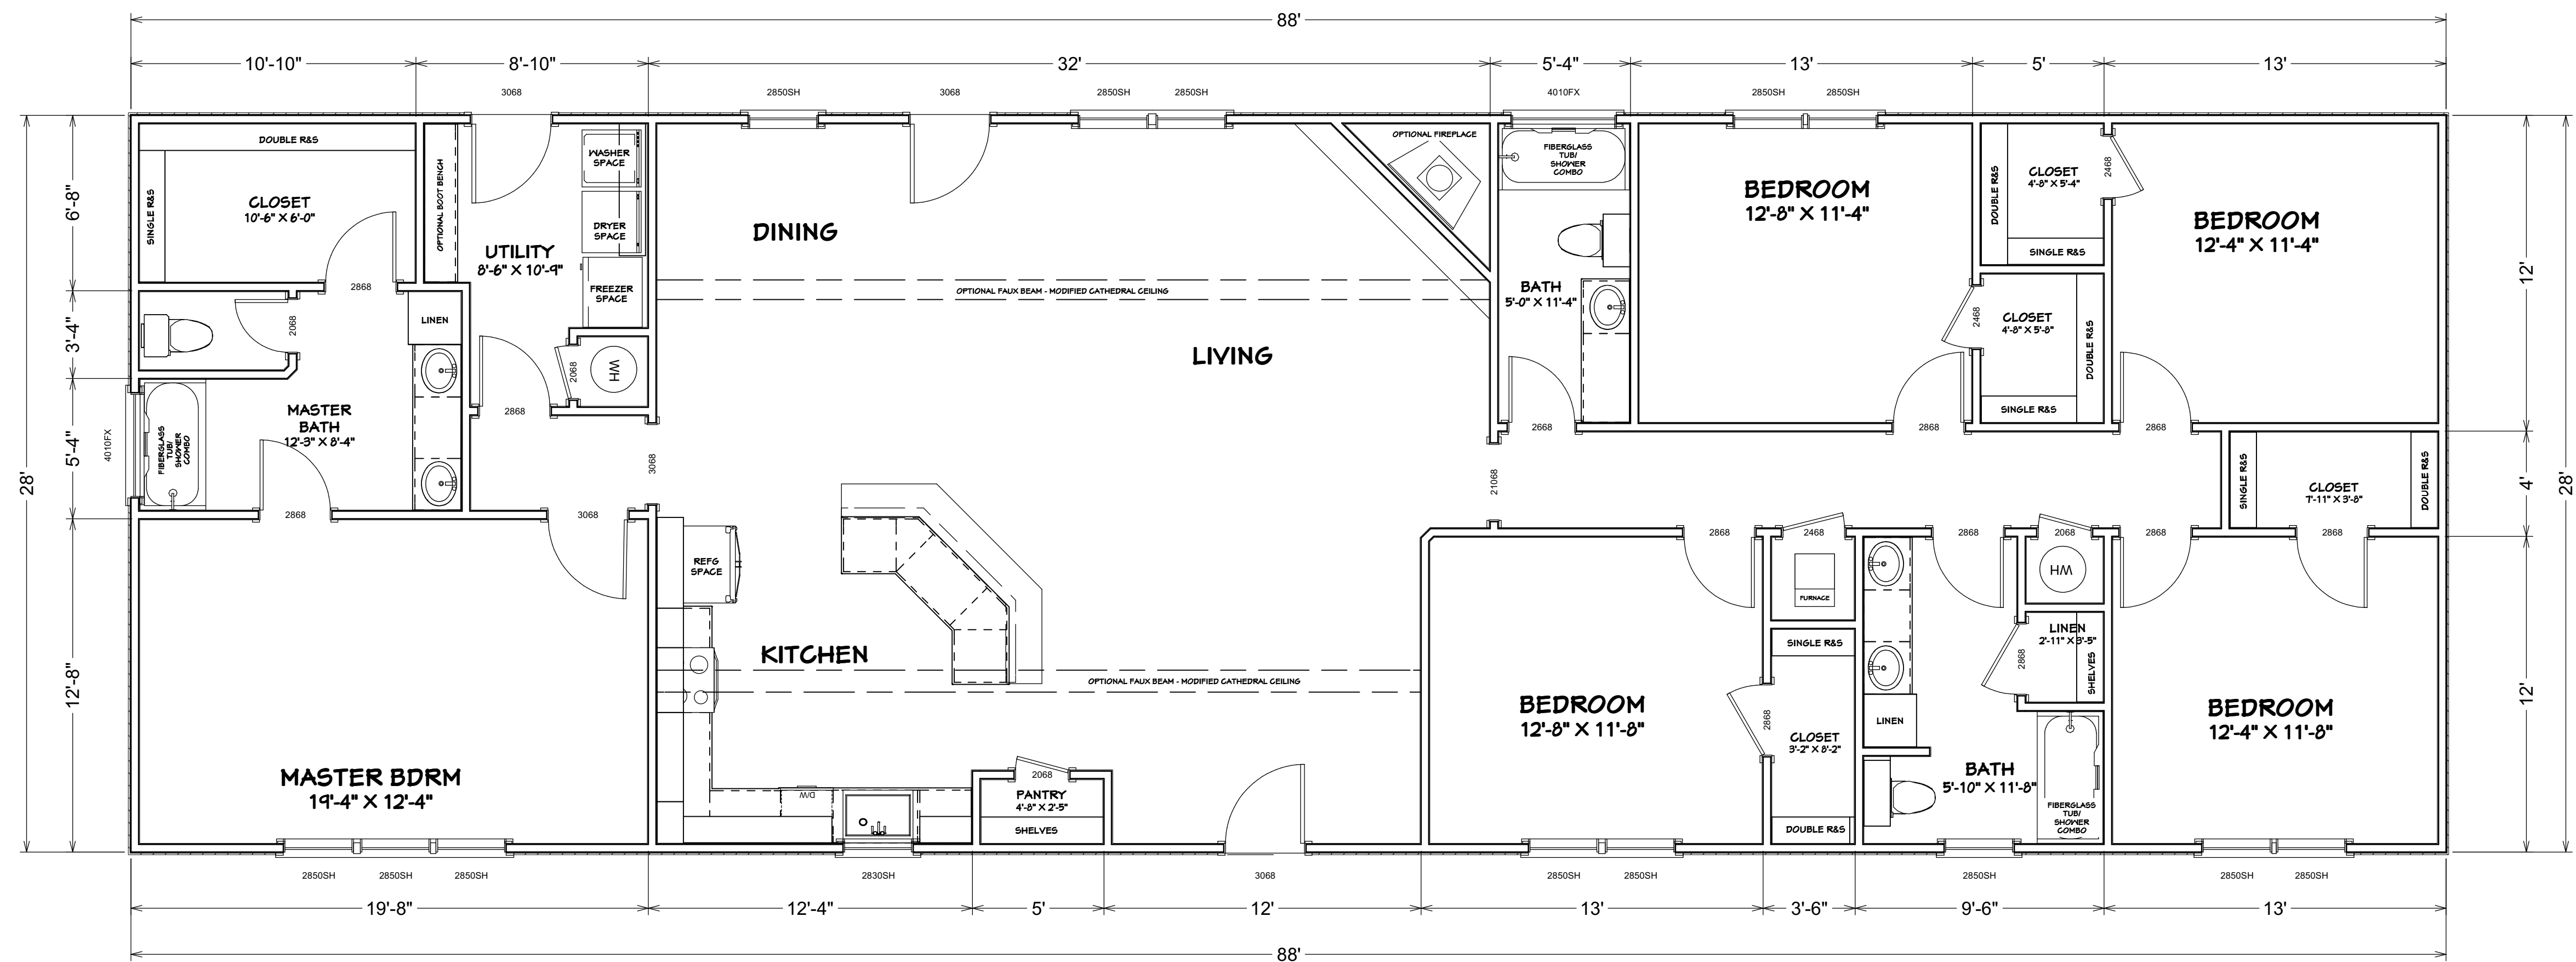 88'
10'-10"
8'-10"
32'
5'-4"
13'
5'
13'
3068
2850SH
3068
2850SH
2850SH
4010FX
2850SH
2850SH
28'
6'-8"
3'-4"
5'-4"
12'-8"
4010FX
DOUBLE R&S
SINGLE R&S
CLOSET
10'-6" X 6'-0"
2868
OPTIONAL BOOT BENCH
UTILITY
8'-6" X 10'-9"
WASHER
SPACE
DRYER
SPACE
FREEZER
SPACE
2068
LINEN
MASTER
BATH
12'-3" X 8'-4"
FIBERGLASS
TUB/
SHOWER
COMBO
2868
2868
2068
WH
3068
3068
MASTER BDRM
19'-4" X 12'-4"
DINING
OPTIONAL FAUX BEAM - MODIFIED CATHEDRAL CEILING
LIVING
OPTIONAL FIREPLACE
REFG
SPACE
KITCHEN
OPTIONAL FAUX BEAM - MODIFIED CATHEDRAL CEILING
D/W
2068
PANTRY
4'-8" X 2'-5"
SHELVES
FIBERGLASS
TUB/
SHOWER
COMBO
BATH
5'-0" X 11'-4"
2668
21068
BEDROOM
12'-8" X 11'-4"
2868
DOUBLE R&S
CLOSET
4'-8" X 5'-4"
SINGLE R&S
2468
2468
CLOSET
4'-8" X 5'-8"
DOUBLE R&S
SINGLE R&S
BEDROOM
12'-4" X 11'-4"
2868
SINGLE R&S
CLOSET
7'-11" X 3'-8"
DOUBLE R&S
2868
2468
2868
2068
2868
2868
FURNACE
WH
SINGLE R&S
2868
CLOSET
3'-2" X 8'-2"
DOUBLE R&S
BEDROOM
12'-8" X 11'-8"
LINEN
2'-11" X 3'-5"
SHELVES
2868
LINEN
BATH
5'-10" X 11'-8"
FIBERGLASS
TUB/
SHOWER
COMBO
BEDROOM
12'-4" X 11'-8"
12'
4'
12'
28'
2850SH
2850SH
2850SH
2830SH
3068
2850SH
2850SH
2850SH
2850SH
2850SH
19'-8"
12'-4"
5'
12'
13'
3'-6"
9'-6"
13'
88'